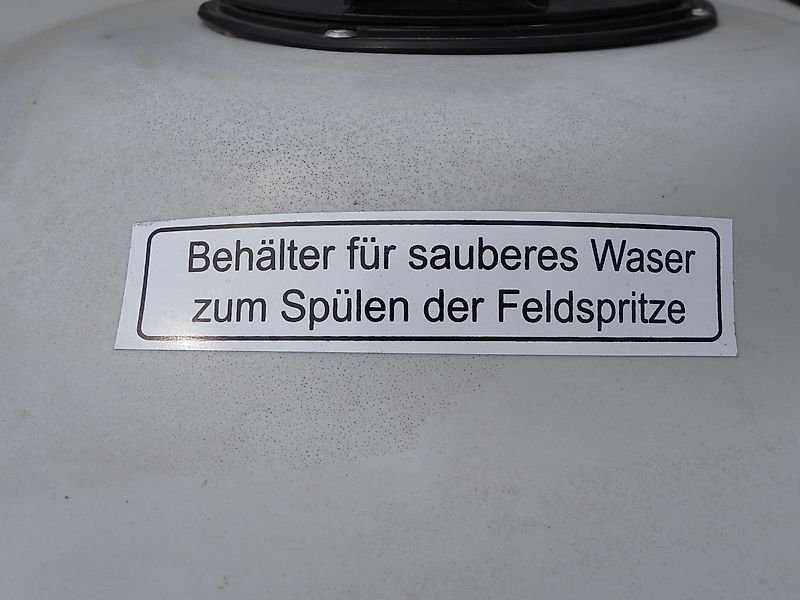 Behälter für sauberes Waser
zum Spülen der Feldspritze